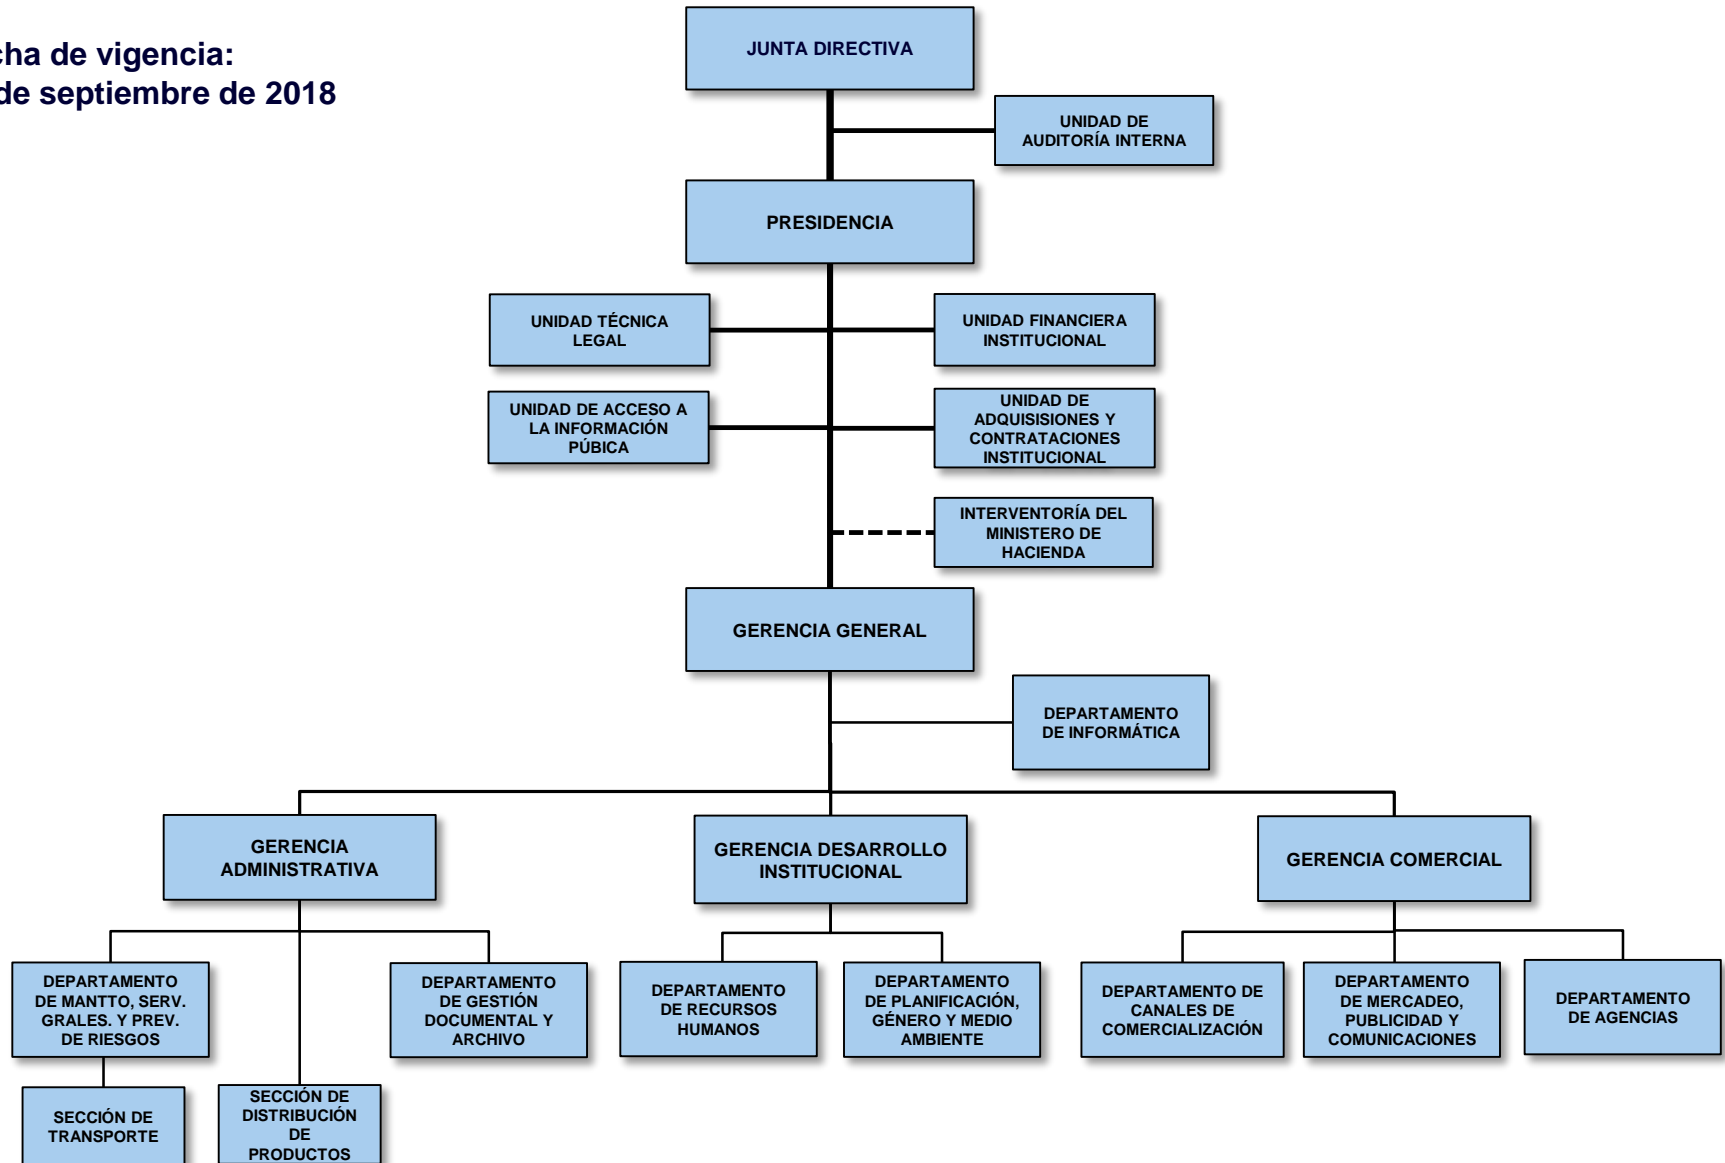 cha de vigencia:
de septiembre de 2018
JUNTA DIRECTIVA
UNIDAD DE
AUDITORÍA INTERNA
PRESIDENCIA
UNIDAD TÉCNICA
LEGAL
UNIDAD FINANCIERA
INSTITUCIONAL
UNIDAD DE ACCESO A
LA INFORMACIÓN
PÚBICA
UNIDAD DE
ADQUISISIONES Y
CONTRATACIONES
INSTITUCIONAL
INTERVENTORÍA DEL
MINISTERO DE
HACIENDA
GERENCIA GENERAL
DEPARTAMENTO
DE INFORMÁTICA
GERENCIA
ADMINISTRATIVA
GERENCIA DESARROLLO
INSTITUCIONAL
GERENCIA COMERCIAL
DEPARTAMENTO
DE MANTTO, SERV.
GRALES. Y PREV.
DE RIESGOS
DEPARTAMENTO
DE GESTIÓN
DOCUMENTAL Y
ARCHIVO
DEPARTAMENTO
DE RECURSOS
HUMANOS
DEPARTAMENTO
DE PLANIFICACIÓN,
GÉNERO Y MEDIO
AMBIENTE
DEPARTAMENTO DE
CANALES DE
COMERCIALIZACIÓN
DEPARTAMENTO
DE MERCADEO,
PUBLICIDAD Y
COMUNICACIONES
DEPARTAMENTO
DE AGENCIAS
SECCIÓN DE
TRANSPORTE
SECCIÓN DE
DISTRIBUCIÓN
DE
PRODUCTOS